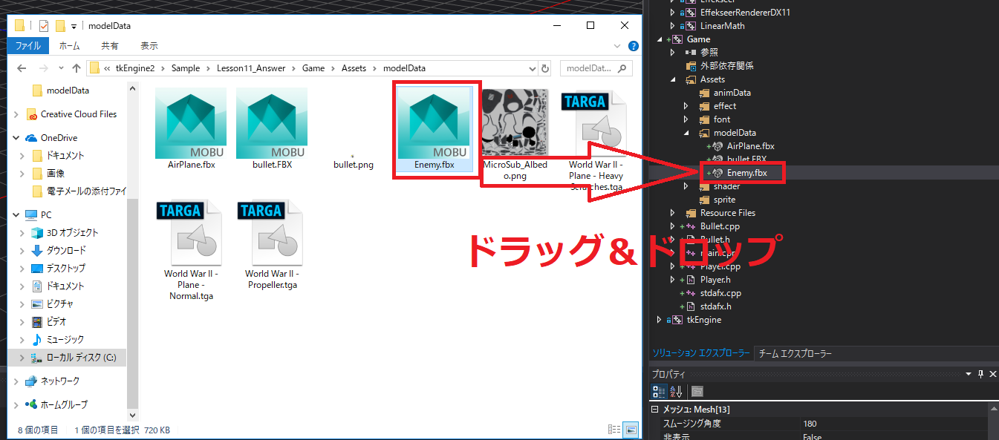 modelData
ファイル
ホーム
共有
表示
« tkEngine2 > Sample > Lesson11_Answer > Game > Assets > modelData
modelDat...
modelData
Creative Cloud Files
OneDrive
ドキュメント
画像
電子メールの添付ファイ
PC
3D オブジェクト
ダウンロード
デスクトップ
ドキュメント
ピクチャ
ビデオ
ミュージック
ローカル ディスク (C:)
ネットワーク
ホームグループ
MOBU
AirPlane.fbx
MOBU
bullet.FBX
bullet.png
MOBU
Enemy.fbx
MicroSub_Albed
o.png
TARGA
World War II -
Plane - Heavy
Scratches.tga
TARGA
World War II -
Plane -
Normal.tga
TARGA
World War II -
Propeller.tga
8 個の項目
1 個の項目を選択 720 KB
ドラッグ＆ドロップ
Effekseer
EffekseerRendererDX11
LinearMath
Game
参照
外部依存関係
Assets
animData
effect
font
modelData
AirPlane.fbx
bullet.FBX
Enemy.fbx
shader
sprite
Resource Files
Bullet.cpp
Bullet.h
main.cpp
Player.cpp
Player.h
stdafx.cpp
stdafx.h
tkEngine
ソリューション エクスプローラー
チーム エクスプローラー
プロパティ
メッシュ: Mesh[13]
スムージング角度 180
非表示 False